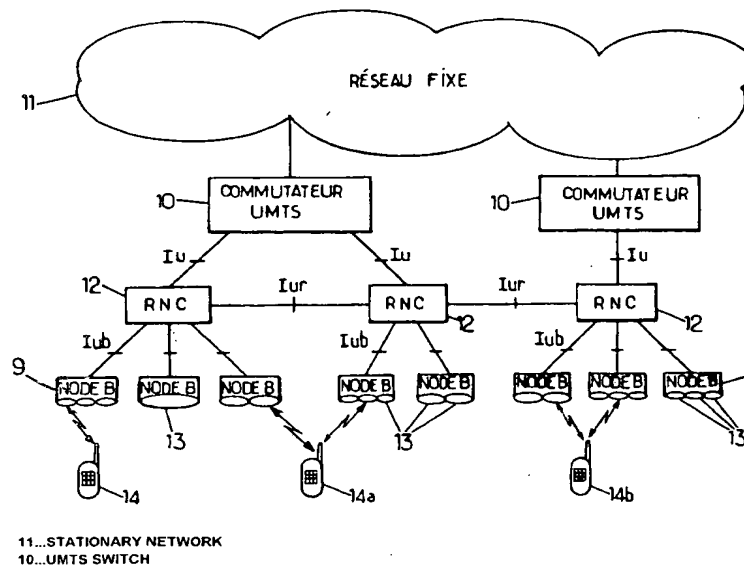 RÉSEAU FIXE
11
10
COMMUTATEUR
UMTS
10
COMMUTATEUR
UMTS
Iu
Iu
Iu
12
RNC
Iur
RNC
12
Iur
RNC
12
Iub
Iub
Iub
9
NODE B
NODE B
NODE B
NODE B
NODE B
NODE B
NODE B
NODE B
13
13
13
14
14a
14b
11...STATIONARY NETWORK
10...UMTS SWITCH